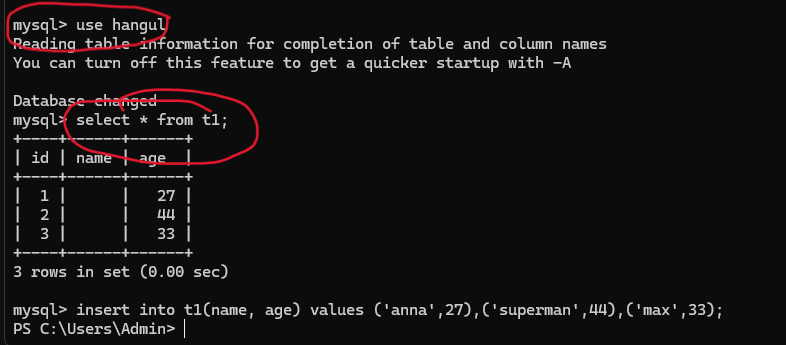 mysql> use hangul
Reading table information for completion of table and column names
You can turn off this feature to get a quicker startup with -A

Database changed
mysql> select * from t1;
+----+------+------+
| id | name | age  |
+----+------+------+
|  1 |      |   27 |
|  2 |      |   44 |
|  3 |      |   33 |
+----+------+------+
3 rows in set (0.00 sec)

mysql> insert into t1(name, age) values ('anna',27),('superman',44),('max',33);
PS C:\Users\Admin>